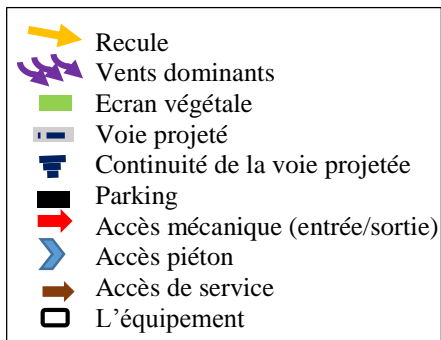 Recule
Vents dominants
Ecran végétale
Voie projeté
Continuité de la voie projetée
Parking
Accès mécanique (entrée/sortie)
Accès piéton
Accès de service
L’équipement